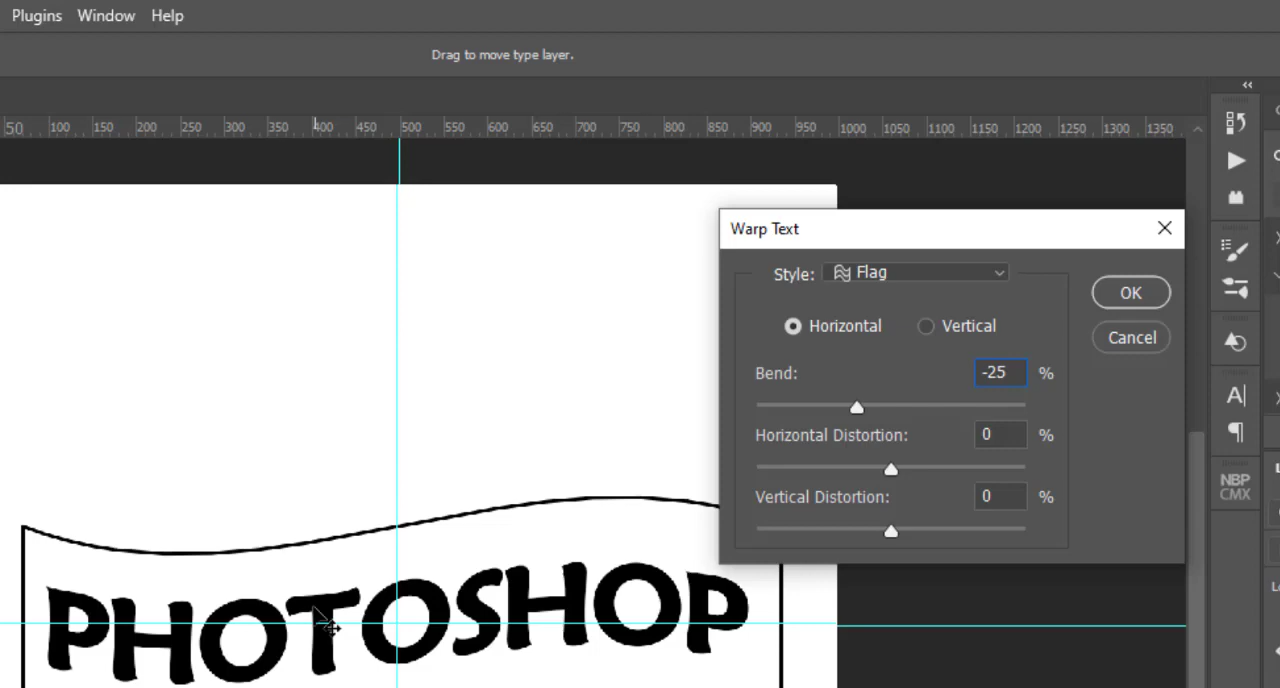 Plugins Window Help
Drag to move type layer.
50 100 150 200 250 300 350 400 450 500 550 600 650 700 750 800 850 900 950 1000 1050 1100 1150 1200 1250 1300 1350
Warp Text
Style: Flag
OK
Horizontal Vertical
Cancel
Bend: -25 %
Horizontal Distortion: 0 %
Vertical Distortion: 0 %
A
NBP
CMX
PHOTOSHOP